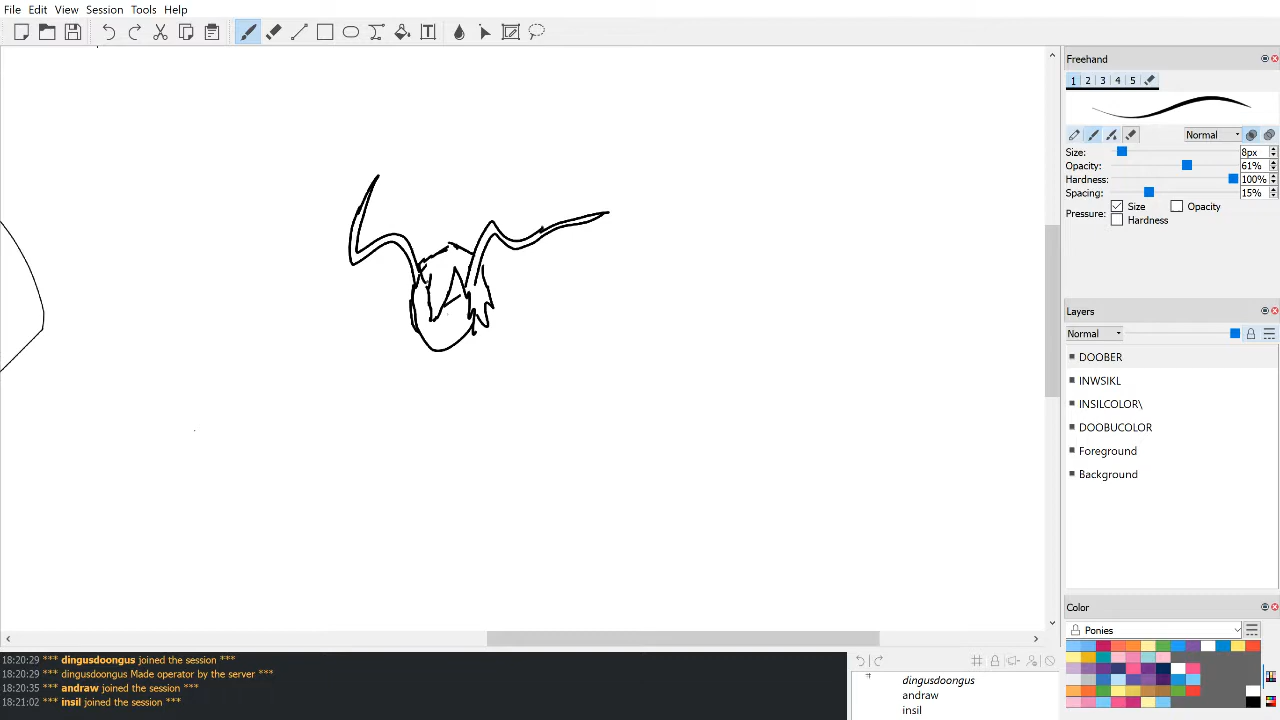 File Edit View Session Tools Help
Freehand
1 2 3 4 5
Normal
Size: 8px
Opacity: 61%
Hardness: 100%
Spacing: 15%
Pressure: Size Opacity
Hardness
Layers
Normal
DOOBER
INWSIKL
INSILCOLOR\
DOOBUCOLOR
Foreground
Background
Color
Ponies
18:20:29 *** dingusdoongus joined the session ***
18:20:29 *** dingusdoongus Made operator by the server ***
18:20:35 *** andraw joined the session ***
18:21:02 *** insil joined the session ***
dingusdoongus
andraw
insil